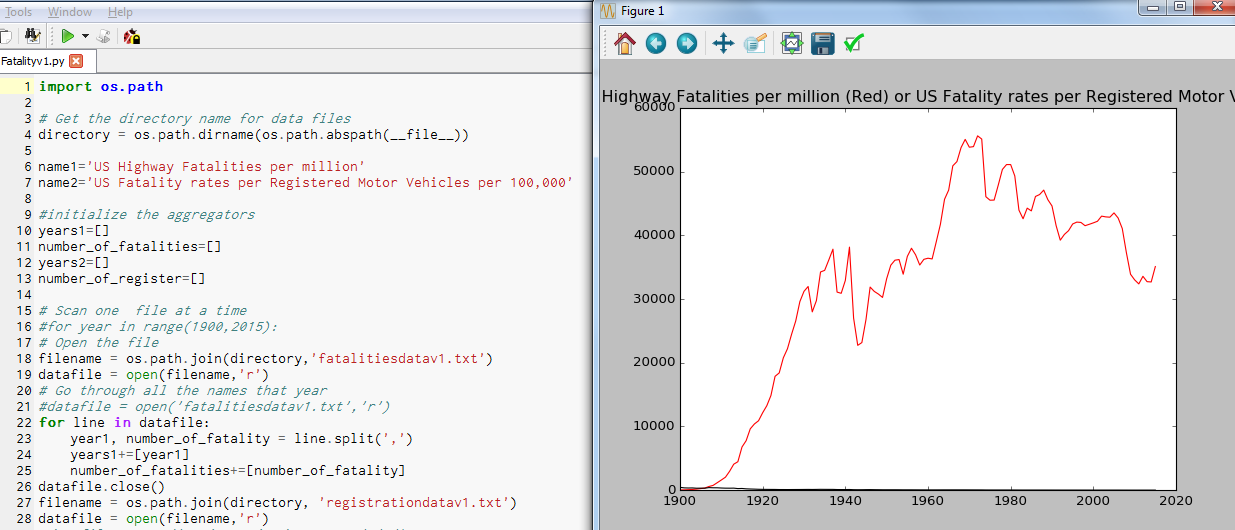 Tools Window Help
Fatalityv1.py
1 import os.path
2
3 # Get the directory name for data files
4 directory = os.path.dirname(os.path.abspath(__file__))
5
6 name1='US Highway Fatalities per million'
7 name2='US Fatality rates per Registered Motor Vehicles per 100,000'
8
9 #initialize the aggregators
10 years1=[]
11 number_of_fatalities=[]
12 years2=[]
13 number_of_register=[]
14
15 # Scan one  file at a time
16 #for year in range(1900,2015):
17 # Open the file
18 filename = os.path.join(directory,'fatalitiesdatav1.txt')
19 datafile = open(filename,'r')
20 # Go through all the names that year
21 #datafile = open('fatalitiesdatav1.txt','r')
22 for line in datafile:
23     year1, number_of_fatality = line.split(',')
24     years1+=[year1]
25     number_of_fatalities+=[number_of_fatality]
26 datafile.close()
27 filename = os.path.join(directory, 'registrationdatav1.txt')
28 datafile = open(filename,'r')
Figure 1
Highway Fatalities per million (Red) or US Fatality rates per Registered Motor
60000
50000
40000
30000
20000
10000
0
1900 1920 1940 1960 1980 2000 2020